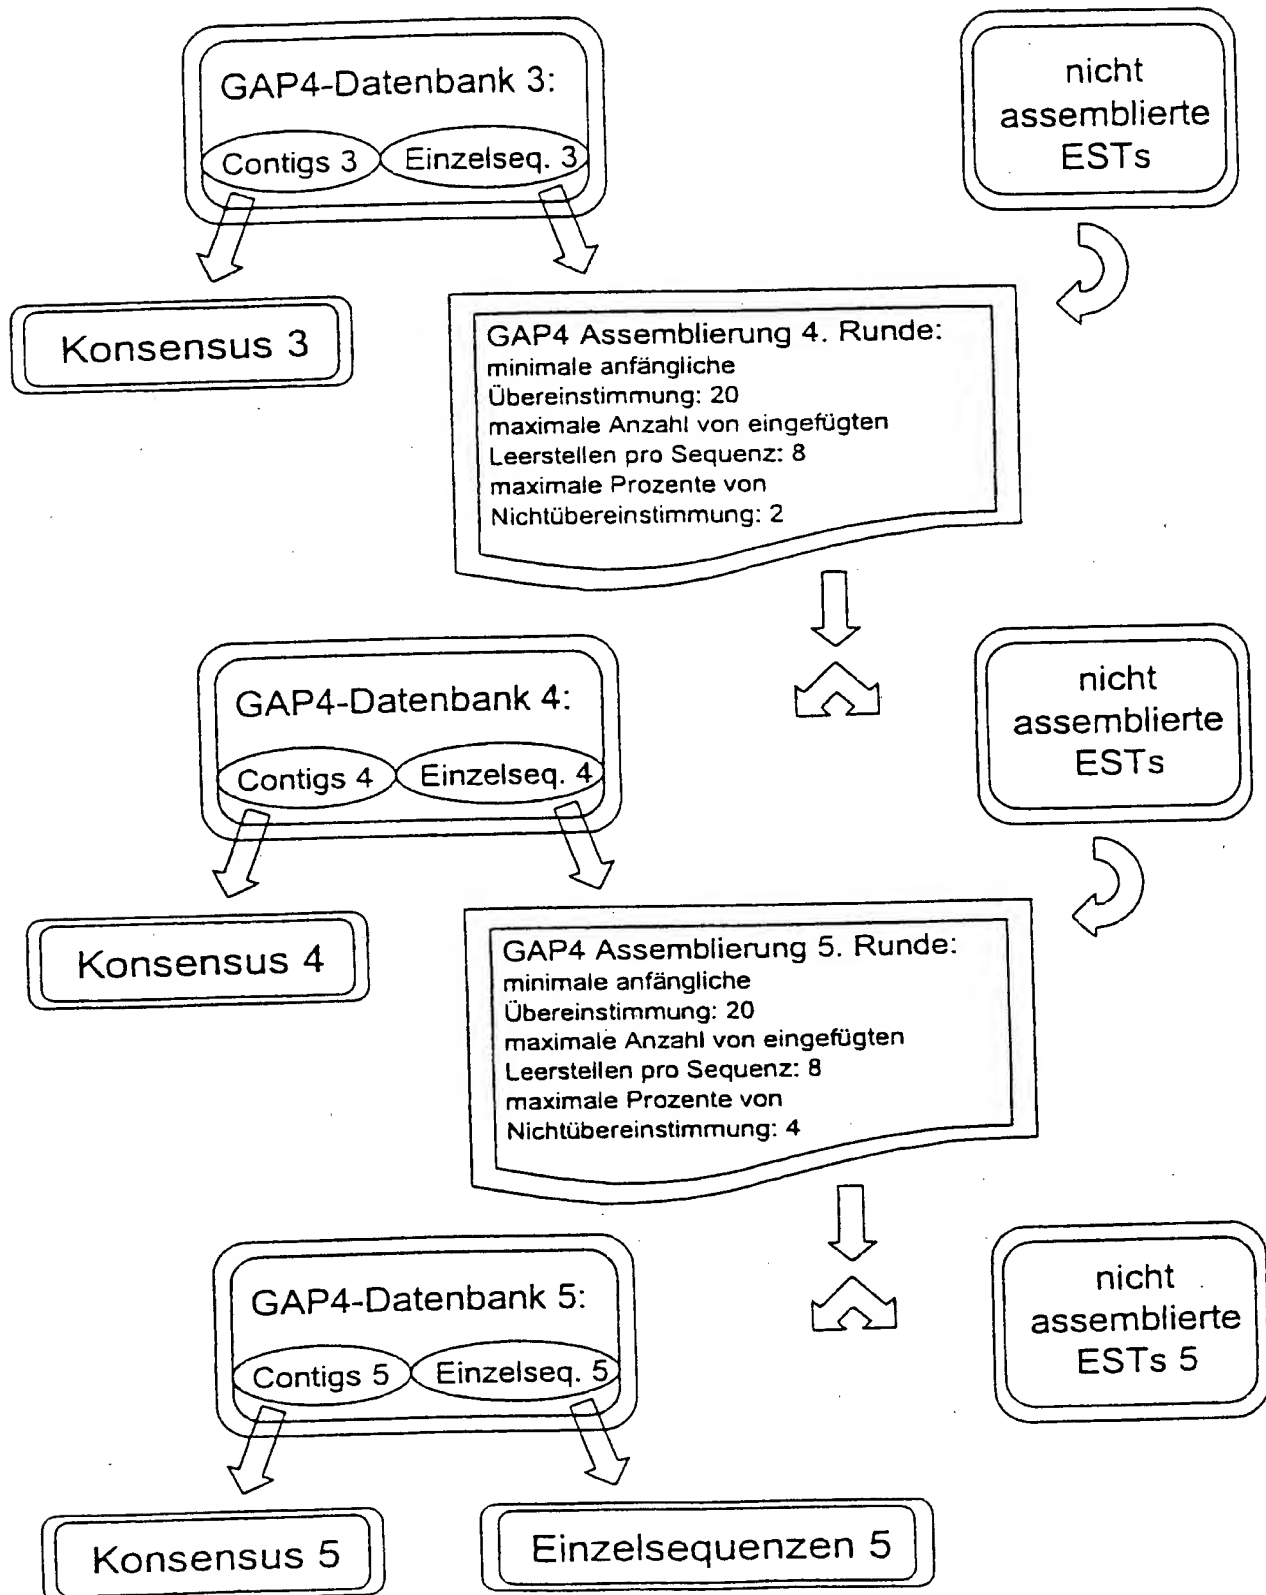 GAP4-Datenbank 3:
Contigs 3
Einzelseq. 3
nicht
assemblierte
ESTs
Konsensus 3
GAP4 Assemblierung 4. Runde:
minimale anfängliche
Übereinstimmung: 20
maximale Anzahl von eingefügten
Leerstellen pro Sequenz: 8
maximale Prozente von
Nichtübereinstimmung: 2
GAP4-Datenbank 4:
Contigs 4
Einzelseq. 4
nicht
assemblierte
ESTs
Konsensus 4
GAP4 Assemblierung 5. Runde:
minimale anfängliche
Übereinstimmung: 20
maximale Anzahl von eingefügten
Leerstellen pro Sequenz: 8
maximale Prozente von
Nichtübereinstimmung: 4
GAP4-Datenbank 5:
Contigs 5
Einzelseq. 5
nicht
assemblierte
ESTs 5
Konsensus 5
Einzelsequenzen 5